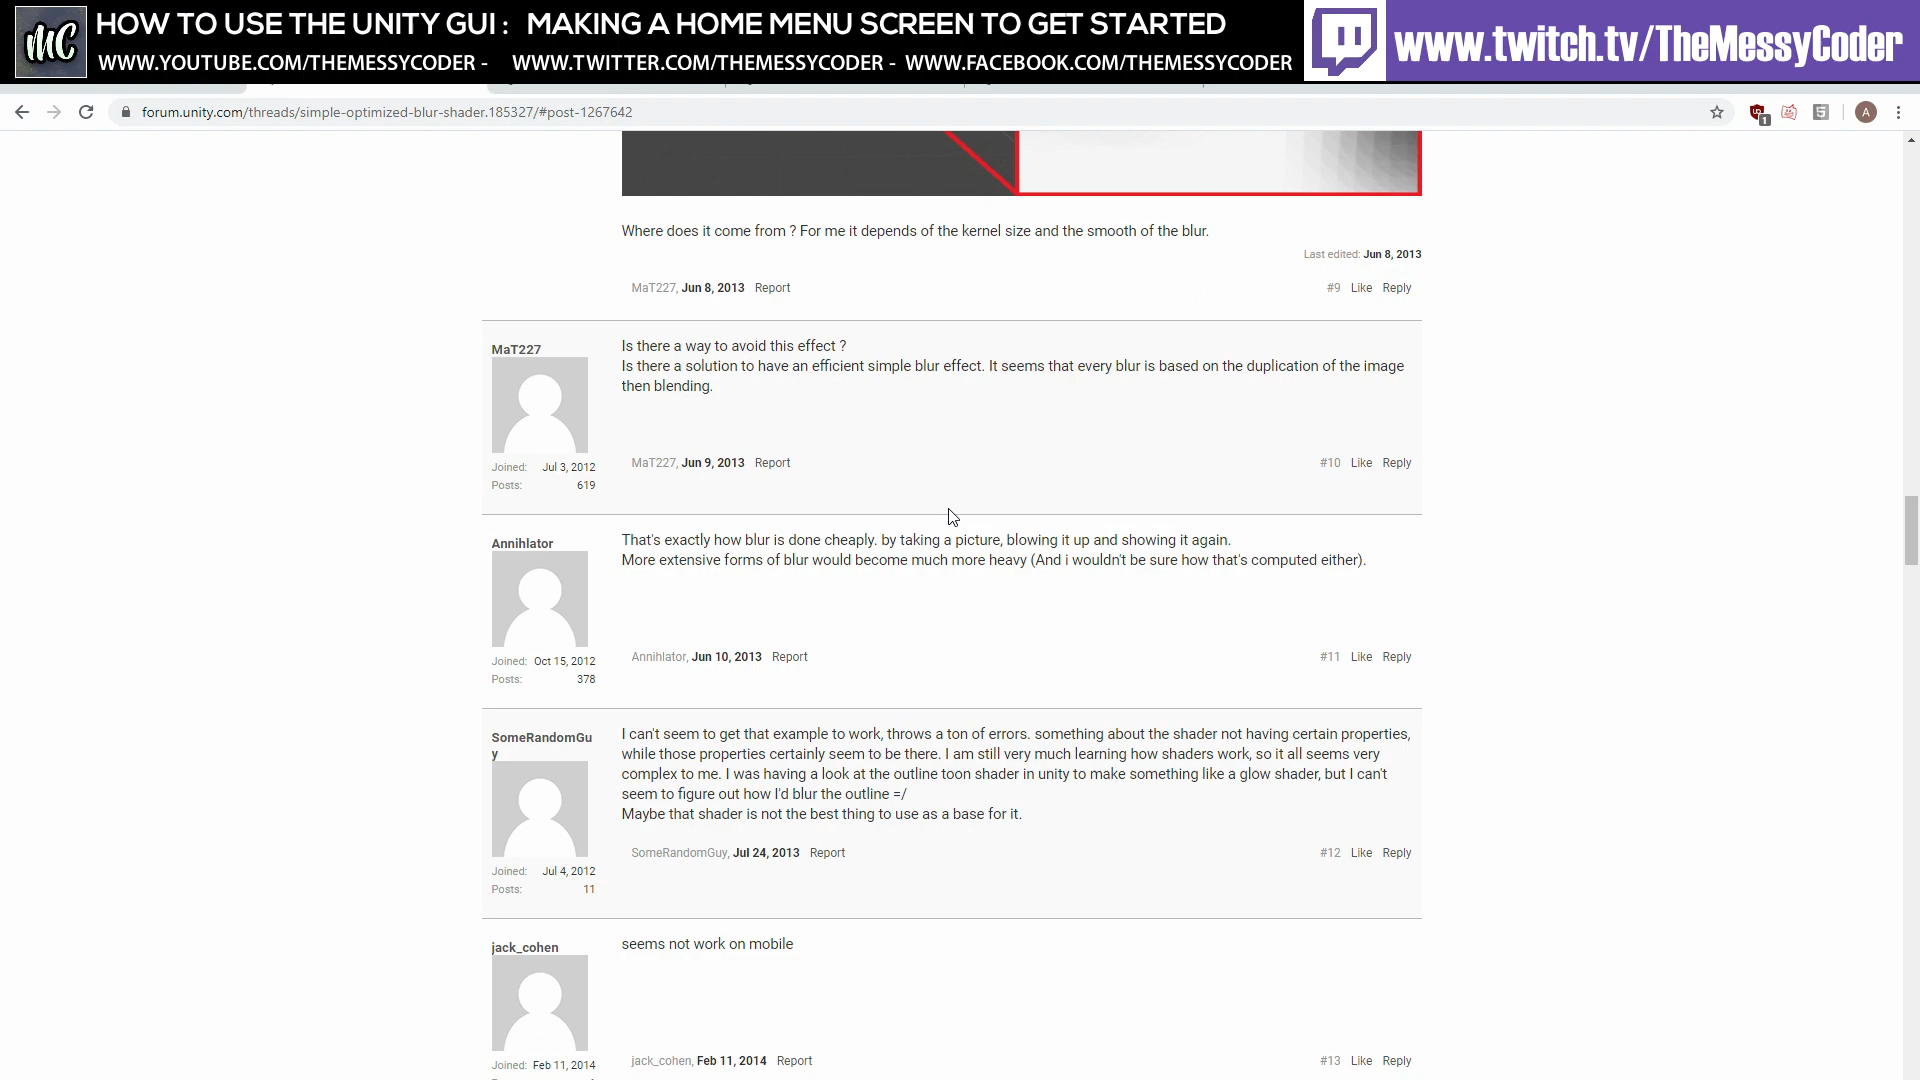 MC
HOW TO USE THE UNITY GUI : MAKING A HOME MENU SCREEN TO GET STARTED
WWW.YOUTUBE.COM/THEMESSYCODER - WWW.TWITTER.COM/THEMESSYCODER - WWW.FACEBOOK.COM/THEMESSYCODER
www.twitch.tv/TheMessyCoder
forum.unity.com/threads/simple-optimized-blur-shader.185327/#post-1267642
1
5
A
Where does it come from ? For me it depends of the kernel size and the smooth of the blur.
Last edited: Jun 8, 2013
MaT227, Jun 8, 2013 Report #9 Like Reply
MaT227
Joined: Jul 3, 2012
Posts: 619
Is there a way to avoid this effect ?
Is there a solution to have an efficient simple blur effect. It seems that every blur is based on the duplication of the image
then blending.
MaT227, Jun 9, 2013 Report #10 Like Reply
Annihlator
Joined: Oct 15, 2012
Posts: 378
That's exactly how blur is done cheaply. by taking a picture, blowing it up and showing it again.
More extensive forms of blur would become much more heavy (And i wouldn't be sure how that's computed either).
Annihlator, Jun 10, 2013 Report #11 Like Reply
SomeRandomGu
y
Joined: Jul 4, 2012
Posts: 11
I can't seem to get that example to work, throws a ton of errors. something about the shader not having certain properties,
while those properties certainly seem to be there. I am still very much learning how shaders work, so it all seems very
complex to me. I was having a look at the outline toon shader in unity to make something like a glow shader, but I can't
seem to figure out how I'd blur the outline =/
Maybe that shader is not the best thing to use as a base for it.
SomeRandomGuy, Jul 24, 2013 Report #12 Like Reply
jack_cohen
Joined: Feb 11, 2014
seems not work on mobile
jack_cohen, Feb 11, 2014 Report #13 Like Reply